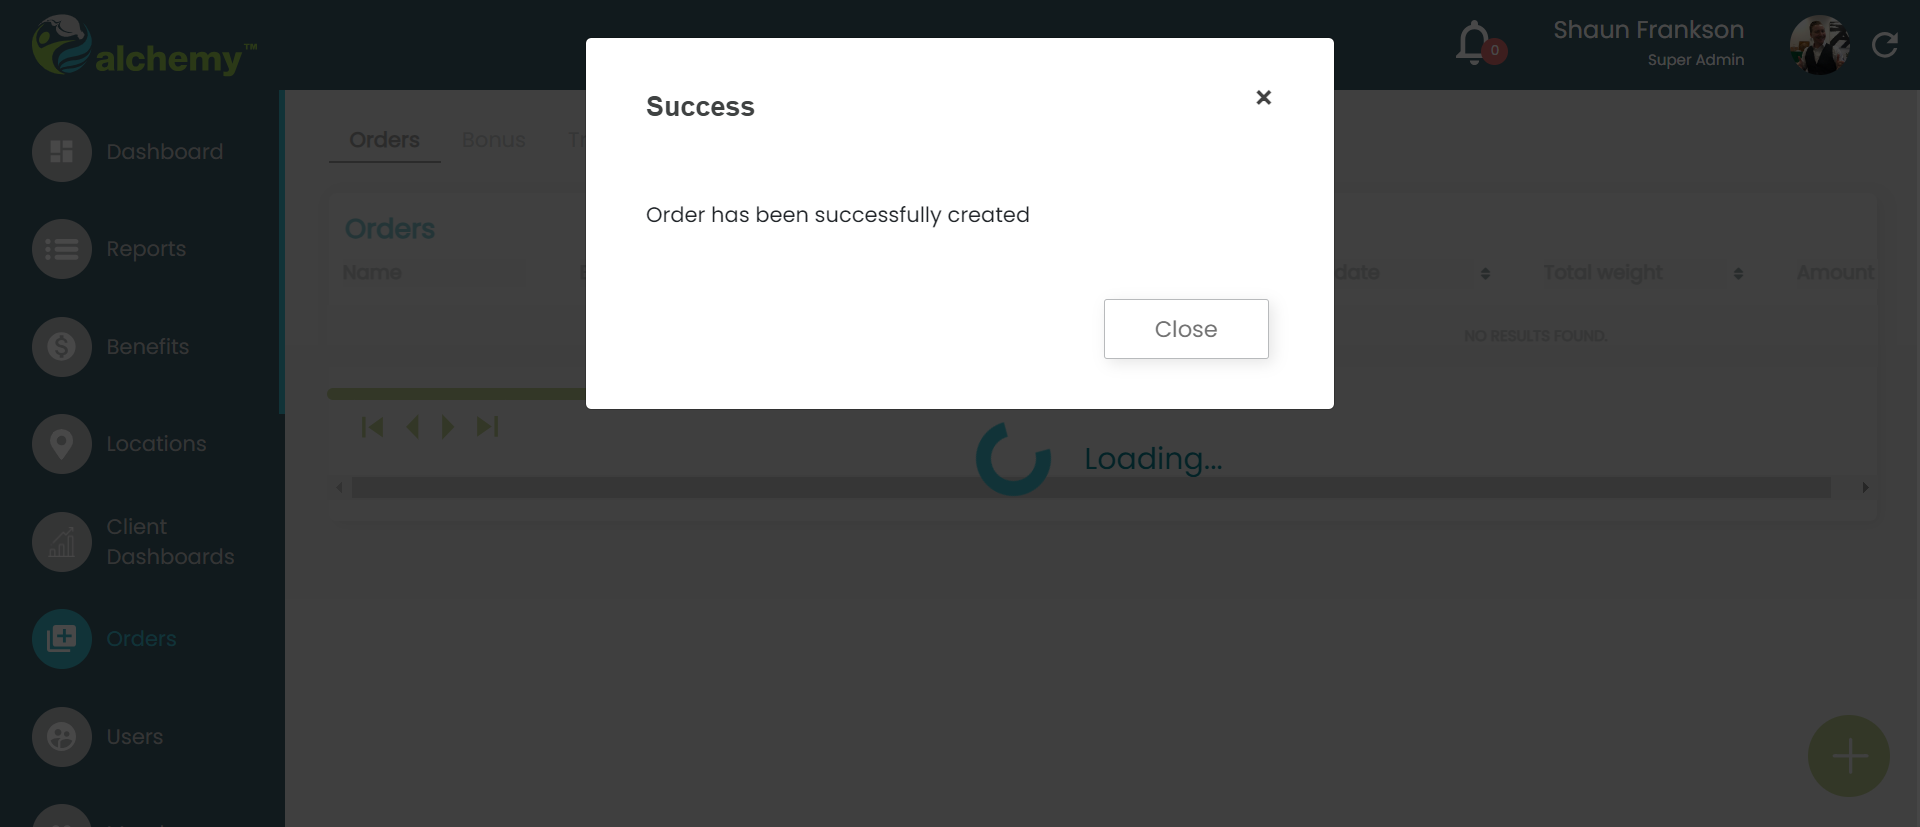 alchemy™
0
Shaun Frankson
Super Admin
Success
×
Order has been successfully created
Close
Dashboard
Reports
Benefits
Locations
Client
Dashboards
Orders
Users
Orders Bonus
Orders
Name date Total weight Amount
NO RESULTS FOUND.
Loading...